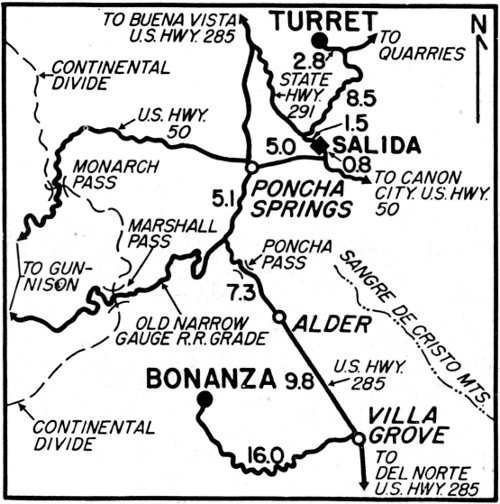 TO BUENA VISTA
U.S. HWY. 285
TURRET
TO
QUARRIES
N
CONTINENTAL
DIVIDE
2.8
STATE
HWY.
291
8.5
U.S. HWY.
50
1.5
5.0
SALIDA
0.8
MONARCH
PASS
5.1
PONCHA
SPRINGS
TO CANON
CITY. U.S. HWY.
50
MARSHALL
PASS
PONCHA
PASS
TO GUN-
NISON
7.3
SANGRE DE CRISTO MTS.
OLD NARROW
GAUGE R.R. GRADE
ALDER
BONANZA
9.8
U.S. HWY.
285
CONTINENTAL
DIVIDE
VILLA
GROVE
16.0
TO
DEL NORTE
U.S. HWY. 285